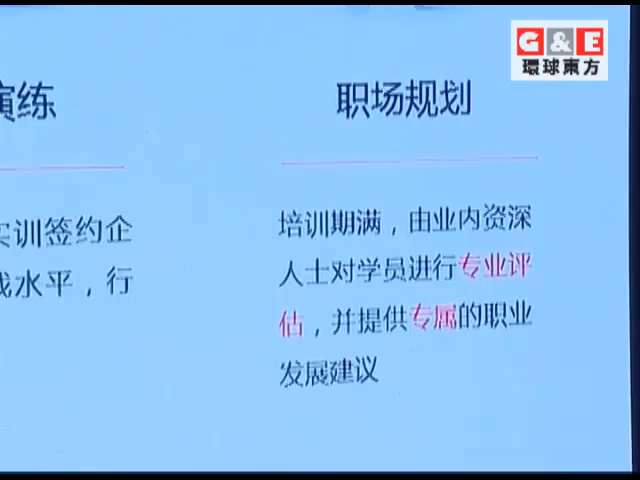 G&E
環球東方
演练
职场规划
实训签约企
战水平，行
培训期满，由业内资深
人士对学员进行专业评
估，并提供专属的职业
发展建议